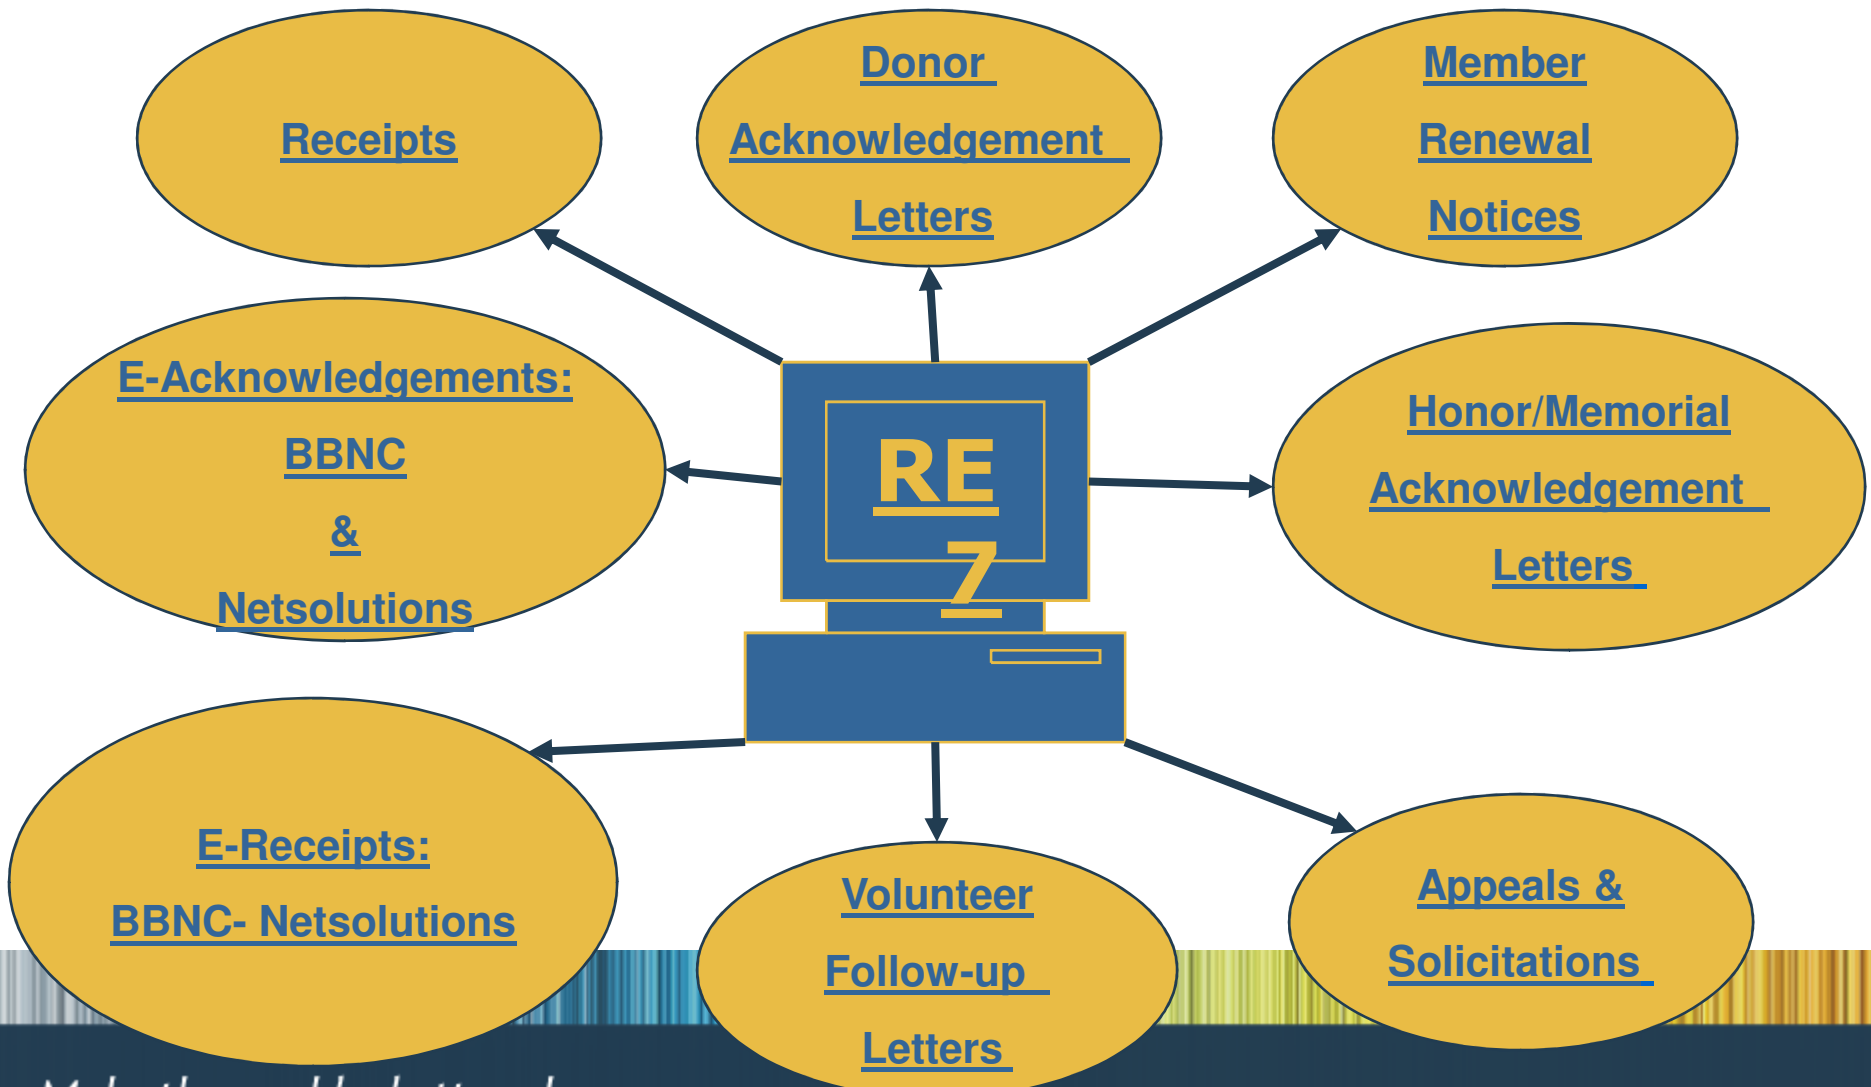 Receipts
Donor
Acknowledgement
Letters
Member
Renewal
Notices
E-Acknowledgements:
BBNC
&
Netsolutions
RE
7
Honor/Memorial
Acknowledgement
Letters
E-Receipts:
BBNC- Netsolutions
Volunteer
Follow-up
Letters
Appeals &
Solicitations